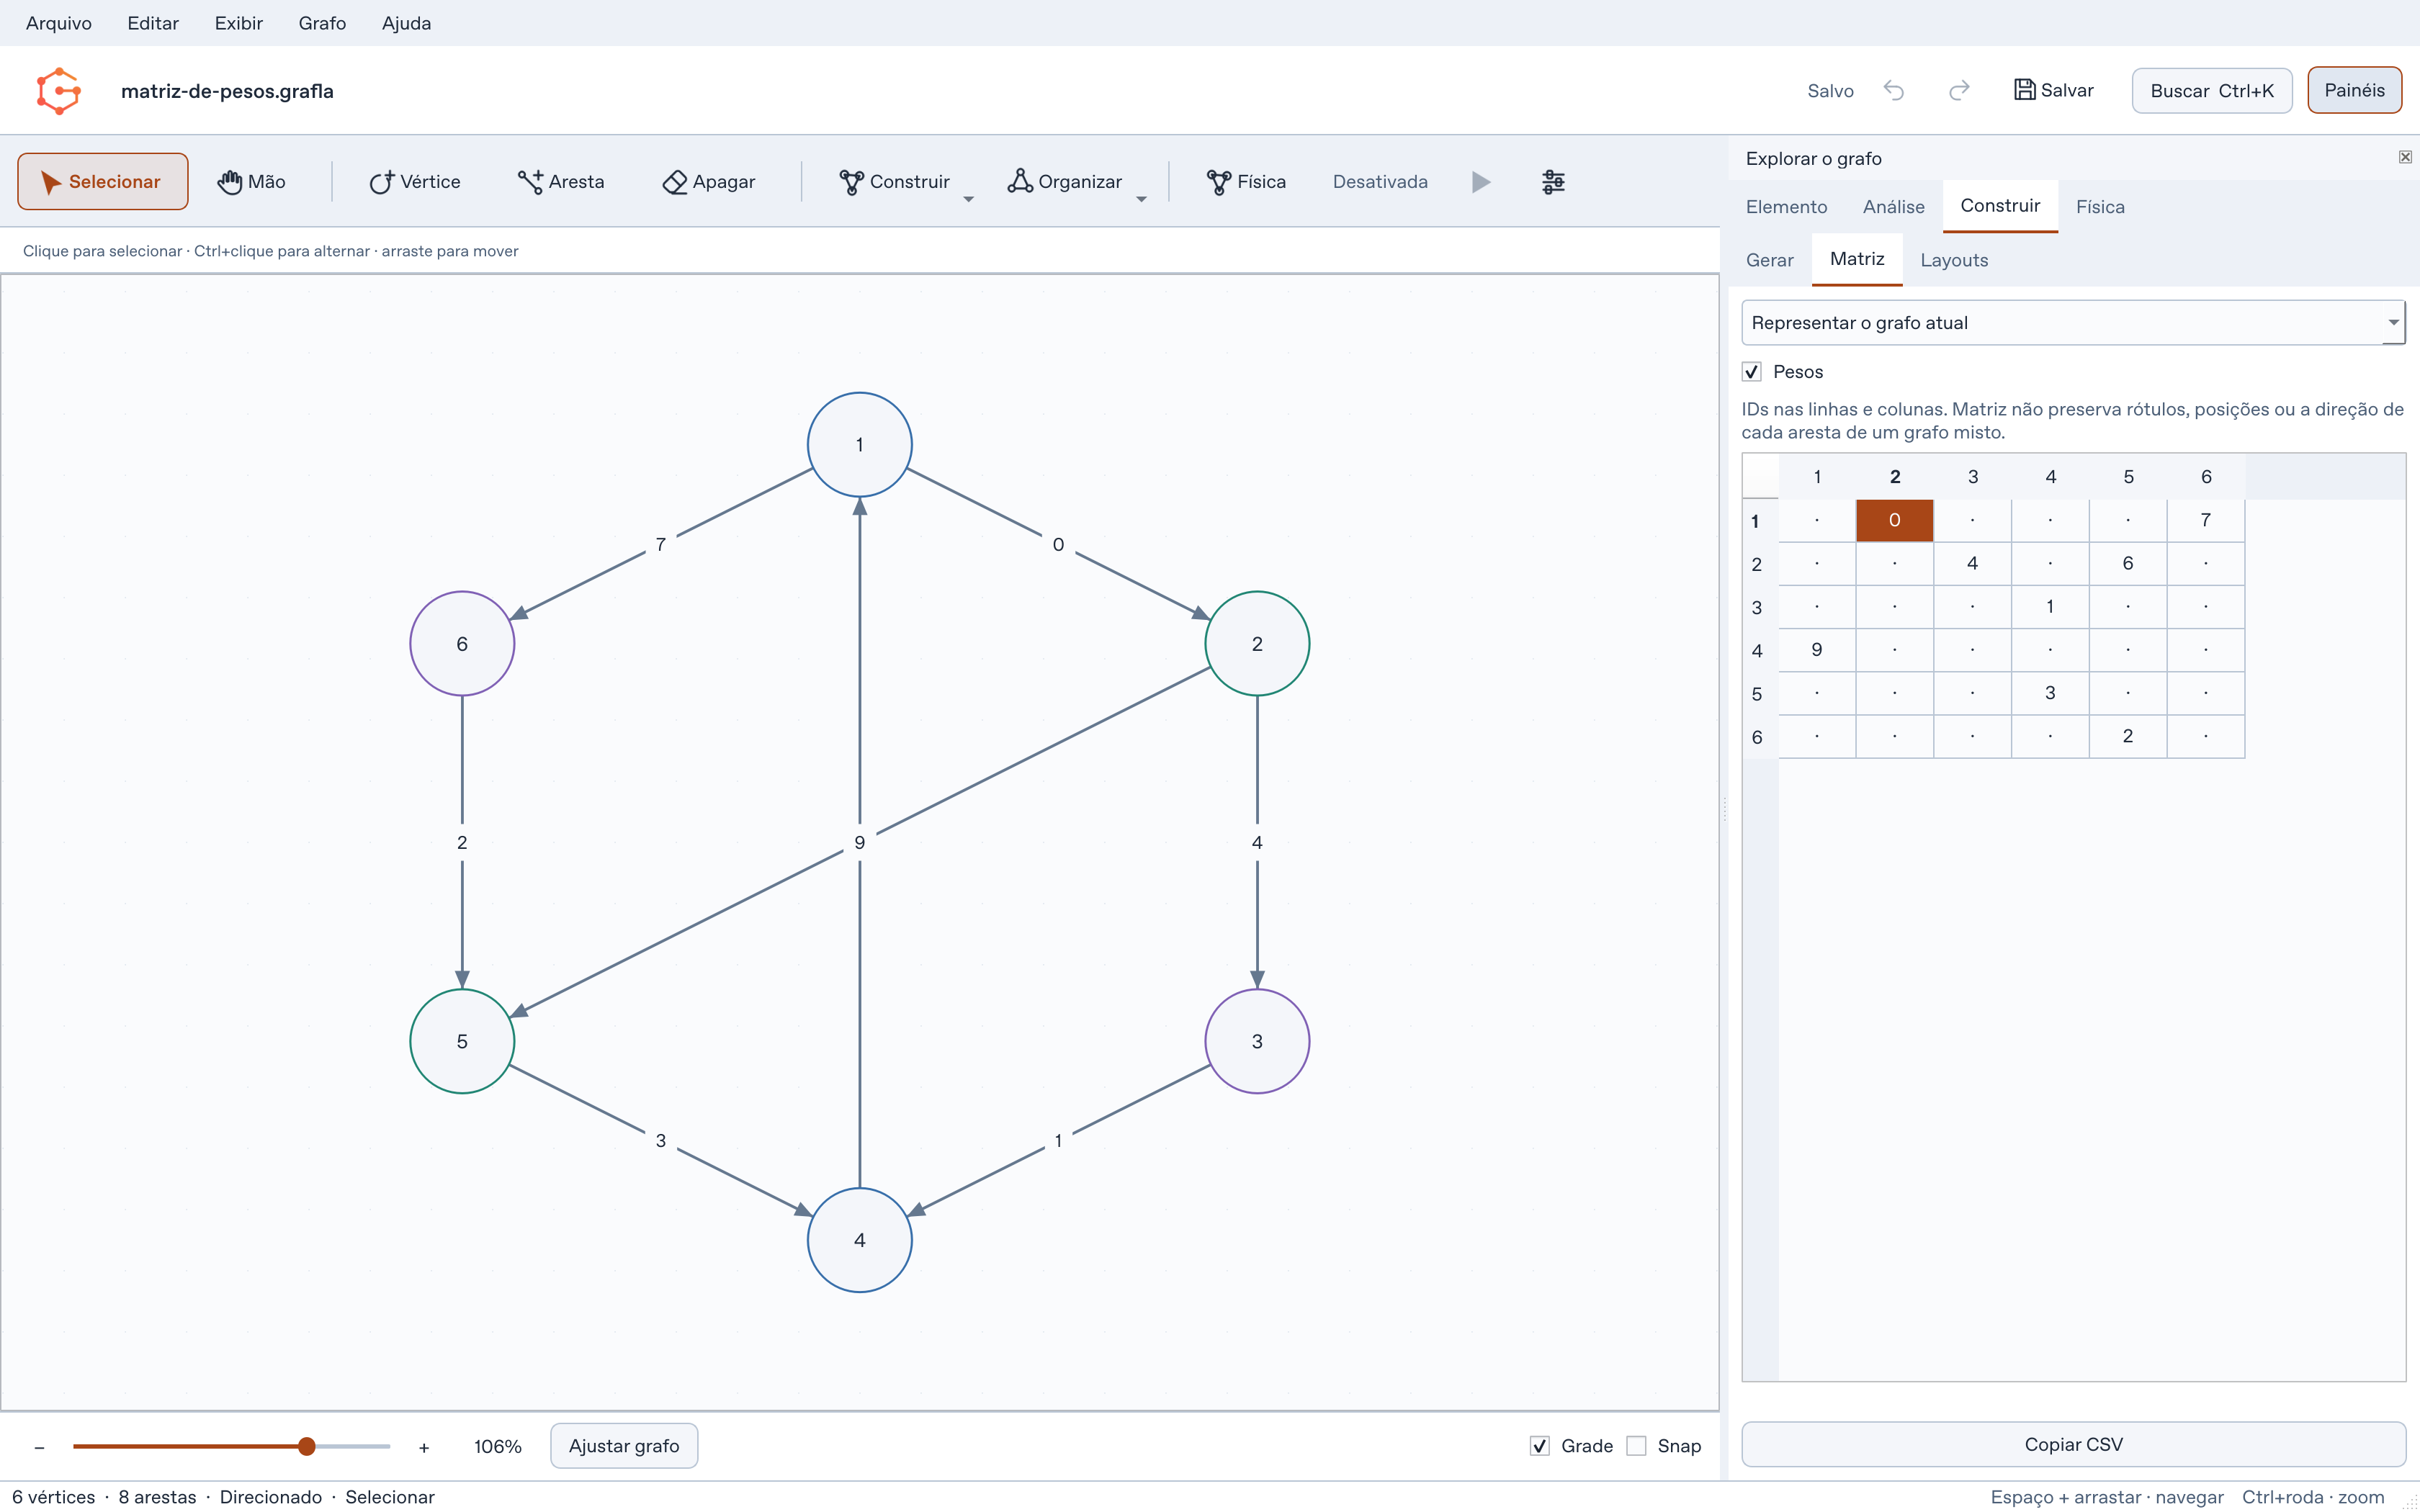 Arquivo Editar Exibir Grafo Ajuda
matriz-de-pesos.grafla
Salvo Salvar Buscar Ctrl+K Painéis
Selecionar Mão Vértice Aresta Apagar Construir Organizar Física Desativada
Clique para selecionar · Ctrl+clique para alternar · arraste para mover
1
7 0
6 2
2 9 4
5 3
3 1
4
Explorar o grafo
Elemento Análise Construir Física
Gerar Matriz Layouts
Representar o grafo atual
Pesos
IDs nas linhas e colunas. Matriz não preserva rótulos, posições ou a direção de
cada aresta de um grafo misto.
1 2 3 4 5 6
1 · 0 · · · 7
2 · · 4 · 6 ·
3 · · · 1 · ·
4 9 · · · · ·
5 · · · 3 · ·
6 · · · · 2 ·
Copiar CSV
– + 106% Ajustar grafo Grade Snap
6 vértices · 8 arestas · Direcionado · Selecionar
Espaço + arrastar · navegar Ctrl+roda · zoom